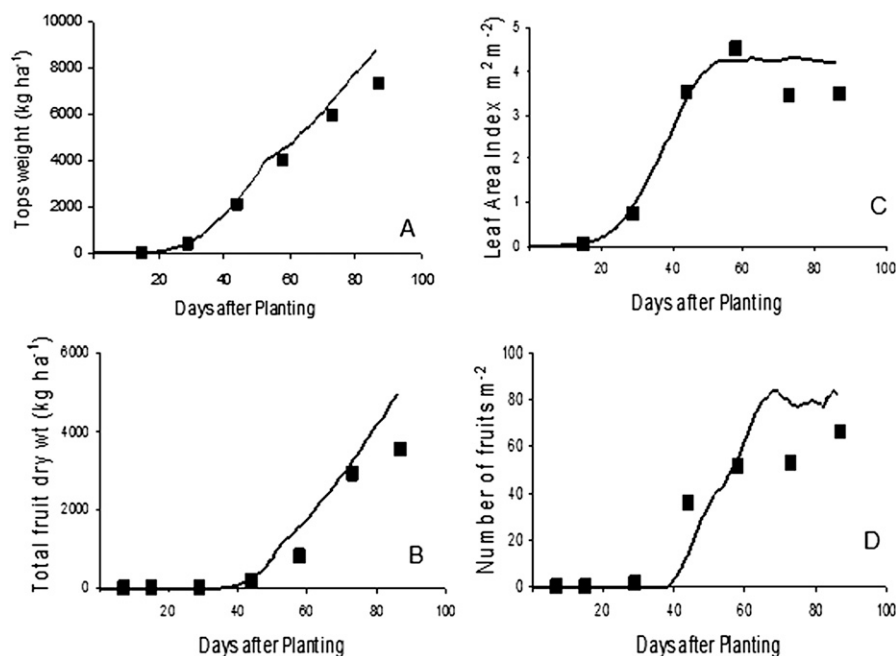 10000
8000
6000
4000
2000
0
Tops weight (kg ha⁻¹)
20 40 60 80 100
Days after Planting
A
5
4
3
2
1
0
Leaf Area Index m² m⁻²
20 40 60 80 100
Days after Planting
C
6000
4000
2000
0
Total fruit dry wt (kg ha⁻¹)
20 40 60 80 100
Days after Planting
B
100
80
60
40
20
0
Number of fruits m⁻²
20 40 60 80 100
Days after Planting
D